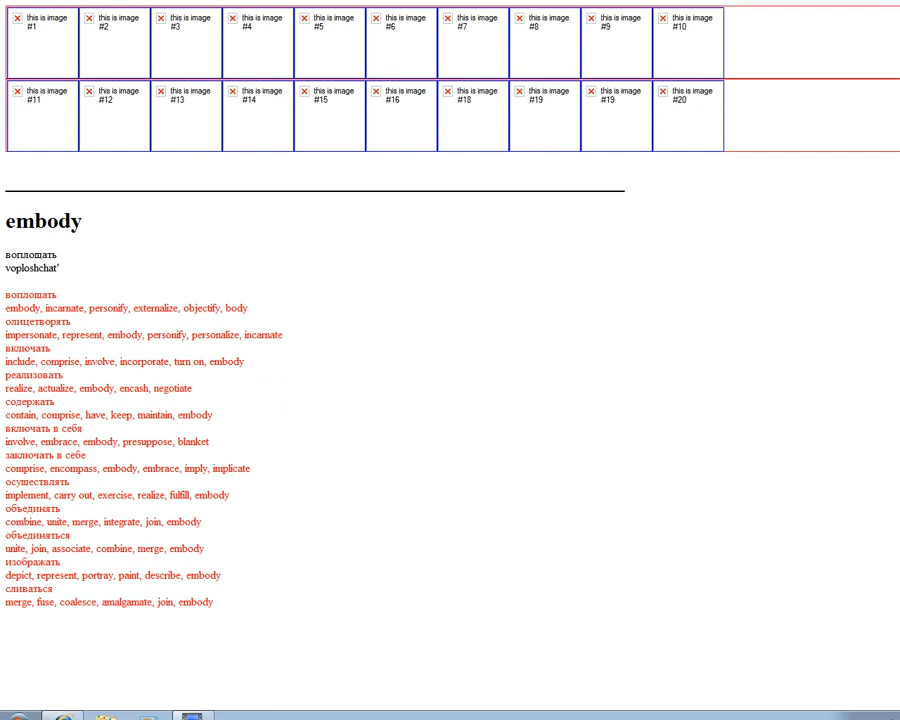 this is image #1 this is image #2 this is image #3 this is image #4 this is image #5 this is image #6 this is image #7 this is image #8 this is image #9 this is image #10
this is image #11 this is image #12 this is image #13 this is image #14 this is image #15 this is image #16 this is image #18 this is image #19 this is image #19 this is image #20
embody
воплощать
voploshchatʹ
воплощать
embody, incarnate, personify, externalize, objectify, body
олицетворять
impersonate, represent, embody, personify, personalize, incarnate
включать
include, comprise, involve, incorporate, turn on, embody
реализовать
realize, actualize, embody, encash, negotiate
содержать
contain, comprise, have, keep, maintain, embody
включать в себя
involve, embrace, embody, presuppose, blanket
заключать в себе
comprise, encompass, embody, embrace, imply, implicate
осуществлять
implement, carry out, exercise, realize, fulfill, embody
объединять
combine, unite, merge, integrate, join, embody
объединяться
unite, join, associate, combine, merge, embody
изображать
depict, represent, portray, paint, describe, embody
сливаться
merge, fuse, coalesce, amalgamate, join, embody